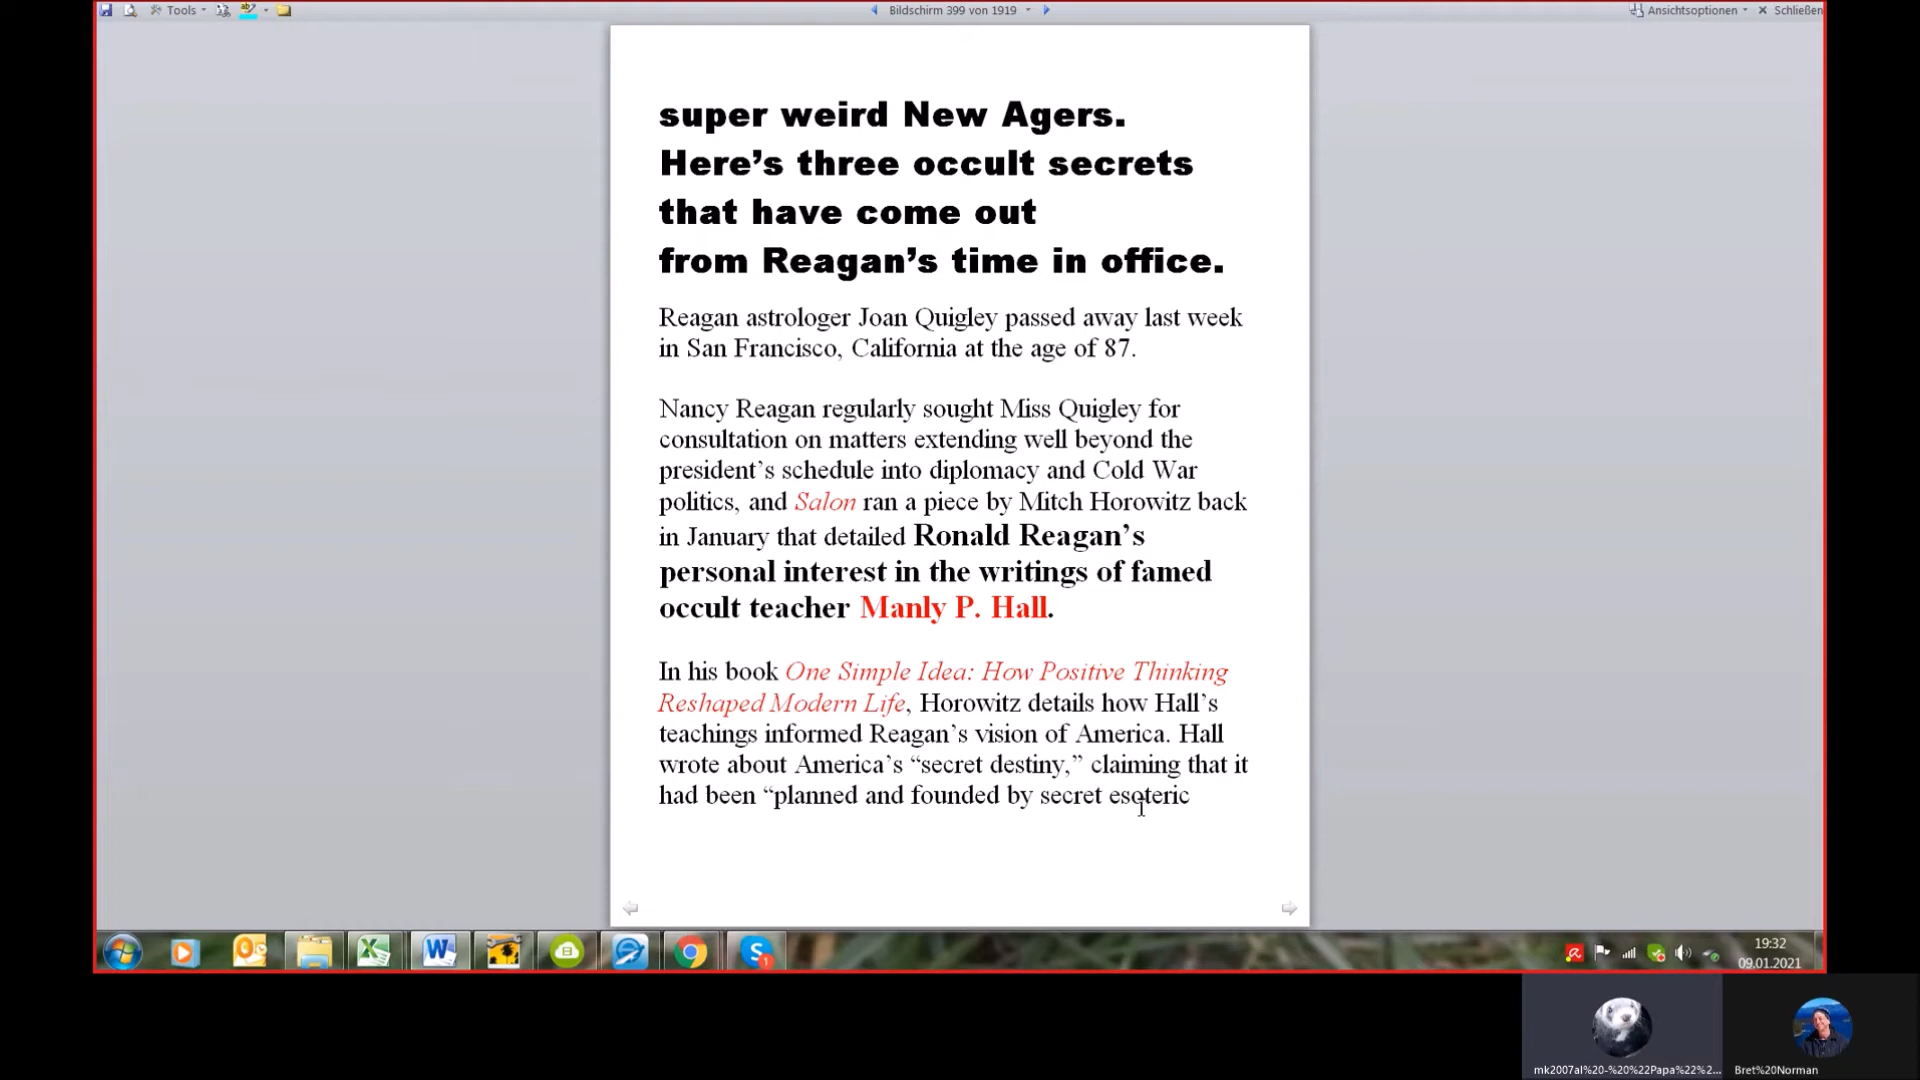 Tools
Bildschirm 399 von 1919
Ansichtsoptionen
Schließen
super weird New Agers.
Here’s three occult secrets
that have come out
from Reagan’s time in office.
Reagan astrologer Joan Quigley passed away last week
in San Francisco, California at the age of 87.
Nancy Reagan regularly sought Miss Quigley for
consultation on matters extending well beyond the
president’s schedule into diplomacy and Cold War
politics, and Salon ran a piece by Mitch Horowitz back
in January that detailed Ronald Reagan’s
personal interest in the writings of famed
occult teacher Manly P. Hall.
In his book One Simple Idea: How Positive Thinking
Reshaped Modern Life, Horowitz details how Hall’s
teachings informed Reagan’s vision of America. Hall
wrote about America’s “secret destiny,” claiming that it
had been “planned and founded by secret esoteric
19:32
09.01.2021
mk2007al%20-%20%22Papa%22%2...
Bret%20Norman